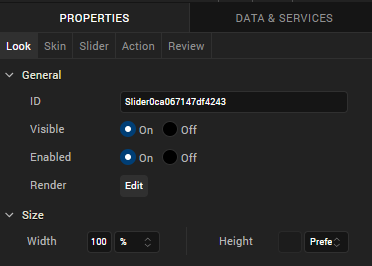 PROPERTIES DATA & SERVICES
Look Skin Slider Action Review
General
ID Slider0ca067147df4243
Visible On Off
Enabled On Off
Render Edit
Size
Width 100 % Height Prefe